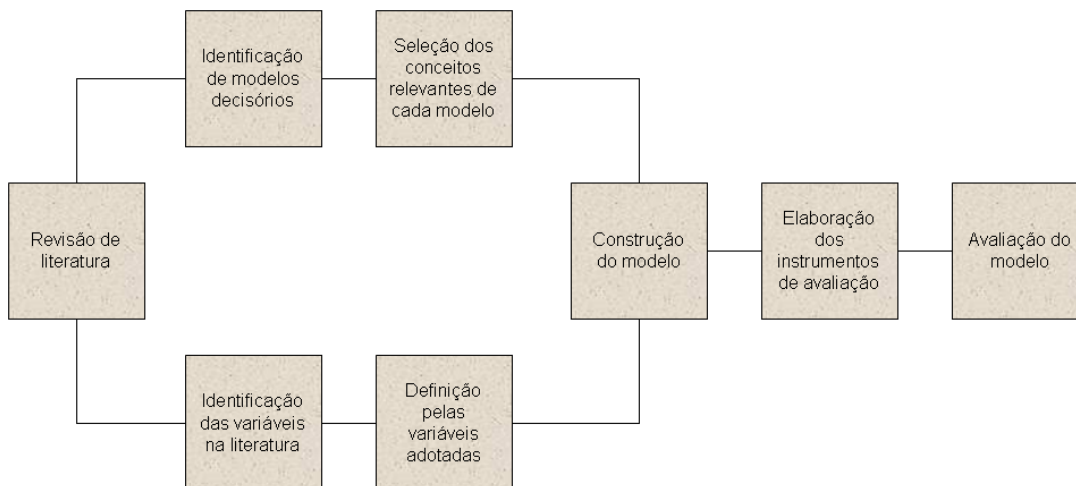 Identificação
de modelos
decisórios
Seleção dos
conceitos
relevantes de
cada modelo
Revisão de
literatura
Construção
do modelo
Elaboração
dos
instrumentos
de avaliação
Avaliação do
modelo
Identificação
das variáveis
na literatura
Definição
pelas
variáveis
adotadas